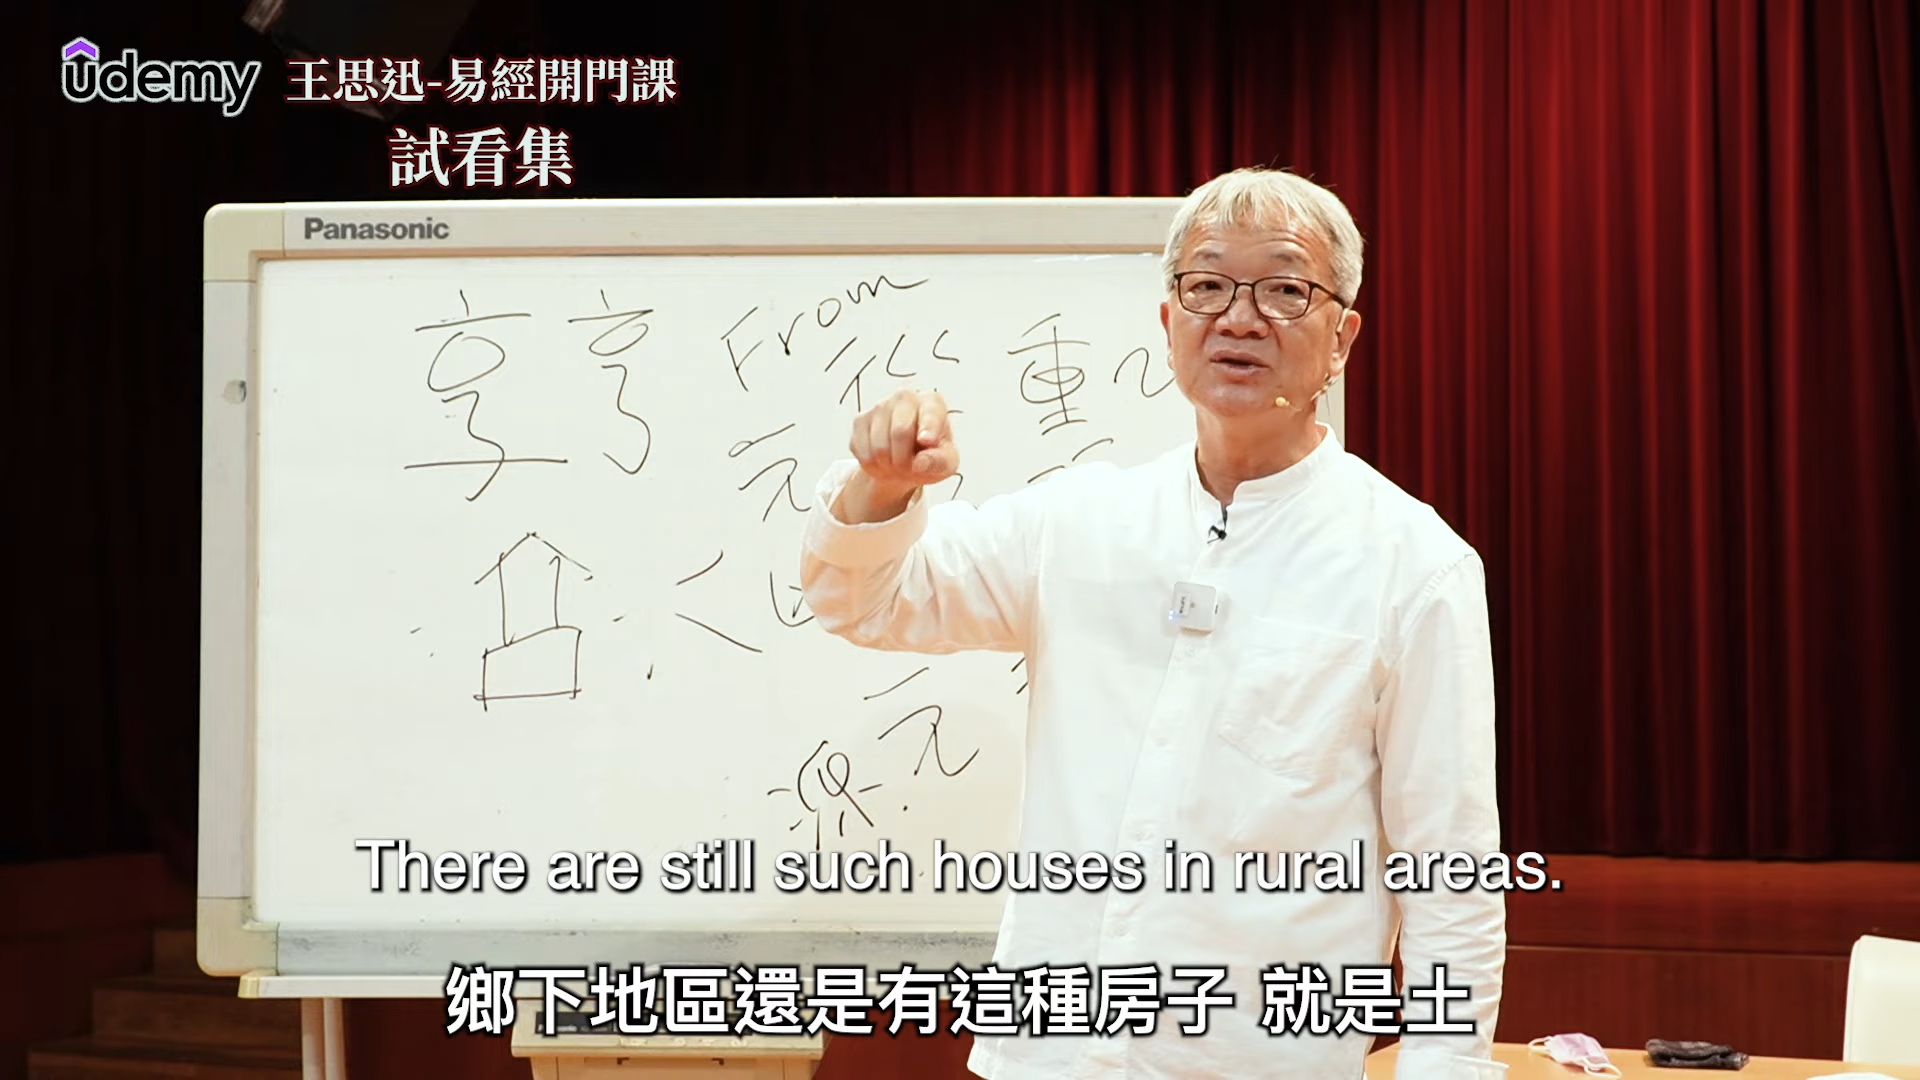 udemy 王思迅-易經開門課
試看集
Panasonic
享 亨 From
從 重
元
元
There are still such houses in rural areas.
鄉下地區還是有這種房子 就是土